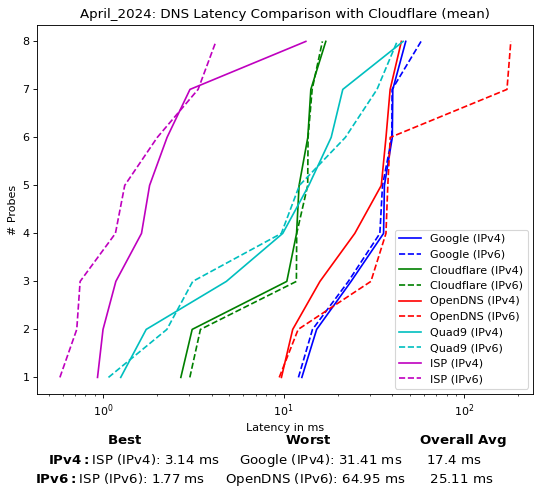 April_2024: DNS Latency Comparison with Cloudflare (mean)
8
7
6
5
4
3
2
1
# Probes
Google (IPv4)
Google (IPv6)
Cloudflare (IPv4)
Cloudflare (IPv6)
OpenDNS (IPv4)
OpenDNS (IPv6)
Quad9 (IPv4)
Quad9 (IPv6)
ISP (IPv4)
ISP (IPv6)
10⁰ 10¹ 10²
Latency in ms
Best Worst Overall Avg
IPv4: ISP (IPv4): 3.14 ms Google (IPv4): 31.41 ms 17.4 ms
IPv6: ISP (IPv6): 1.77 ms OpenDNS (IPv6): 64.95 ms 25.11 ms